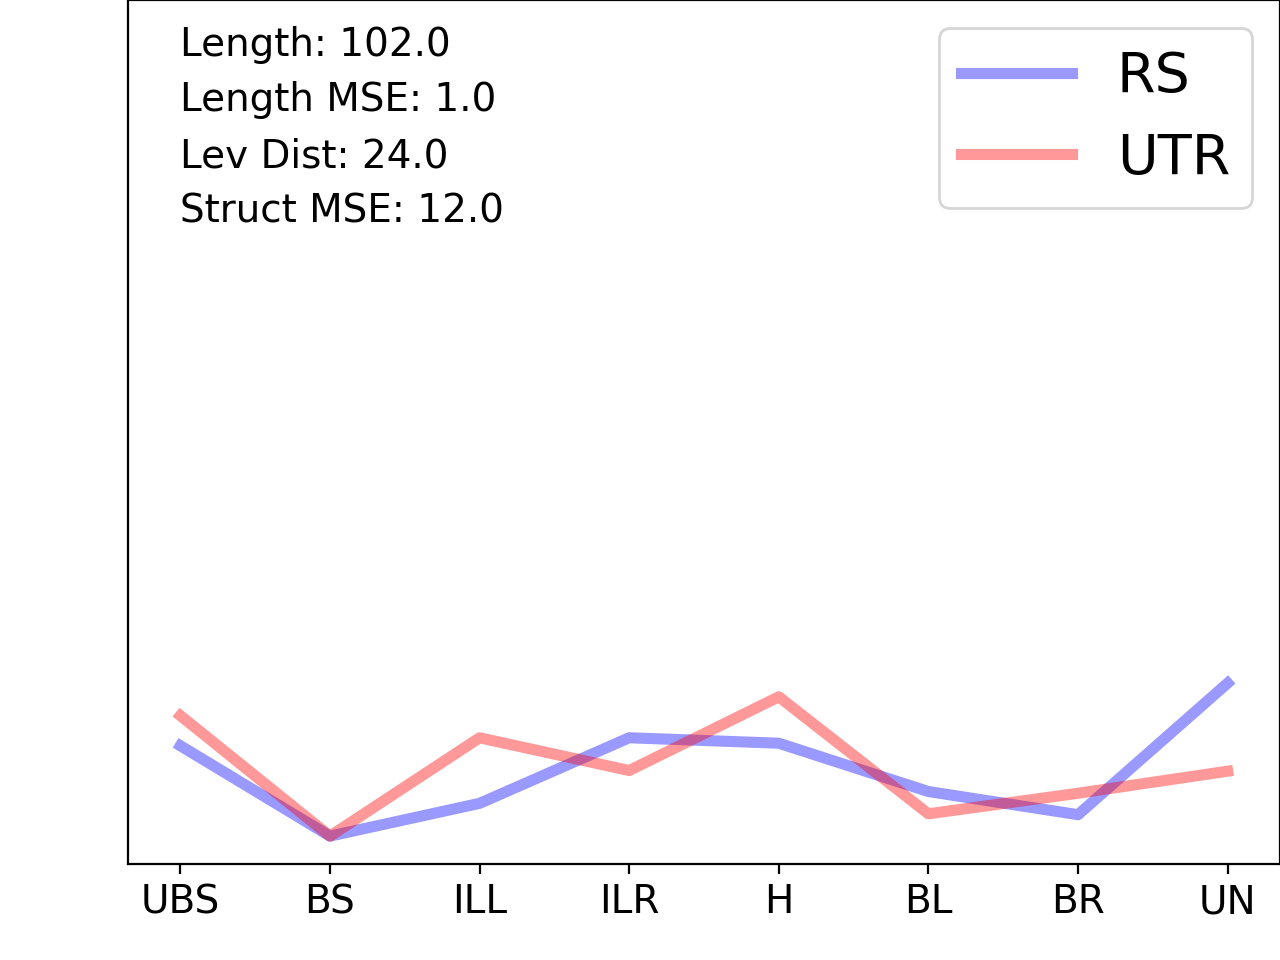 Length: 102.0
Length MSE: 1.0
Lev Dist: 24.0
Struct MSE: 12.0
RS
UTR
UBS BS ILL ILR H BL BR UN